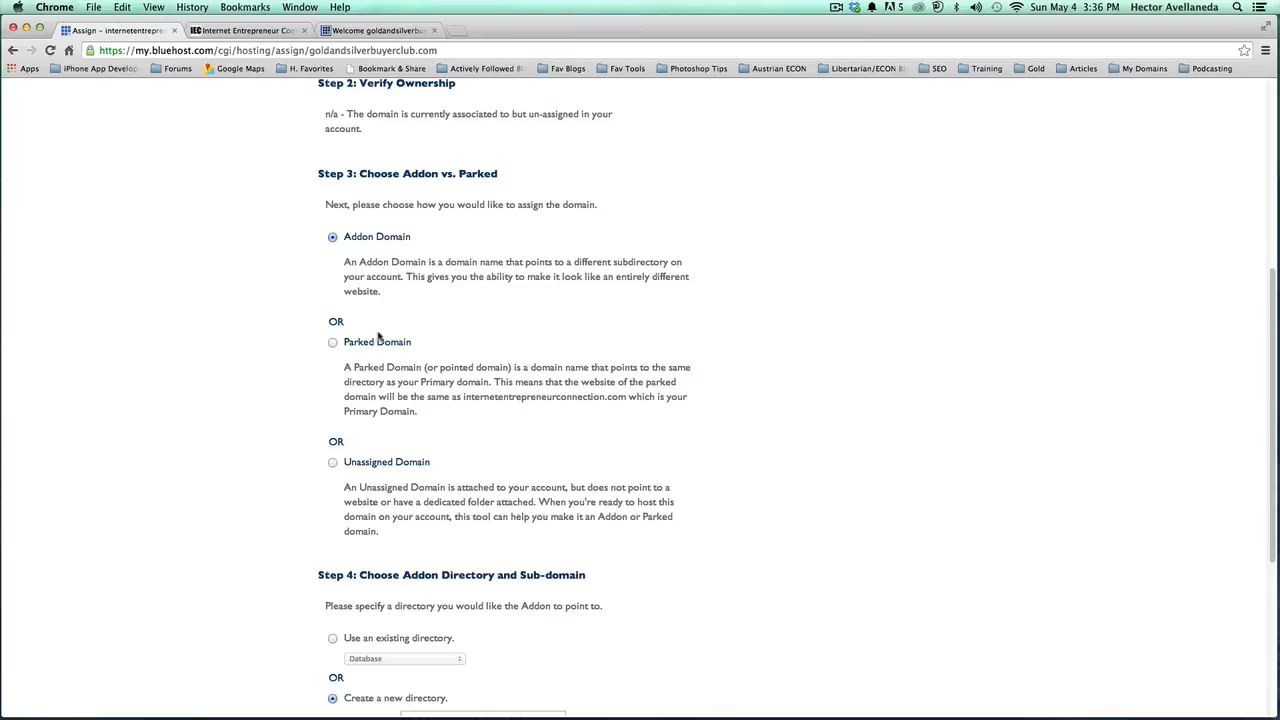 Chrome File Edit View History Bookmarks Window Help 5 Sun May 4 3:36 PM Hector Avellaneda
Assign – internetentrepre IEC Internet Entrepreneur Con Welcome goldandsilverbuy
https://my.bluehost.com/cgi/hosting/assign/goldandsilverbuyerclub.com
Apps iPhone App Develop Forums Google Maps H. Favorites Bookmark & Share Actively Followed Bl Fav Blogs Fav Tools Photoshop Tips Austrian ECON Libertarian/ECON Bl SEO Training Gold Articles My Domains Podcasting
Step 2: Verify Ownership
n/a - The domain is currently associated to but un-assigned in your
account.
Step 3: Choose Addon vs. Parked
Next, please choose how you would like to assign the domain.
Addon Domain
An Addon Domain is a domain name that points to a different subdirectory on
your account. This gives you the ability to make it look like an entirely different
website.
OR
Parked Domain
A Parked Domain (or pointed domain) is a domain name that points to the same
directory as your Primary domain. This means that the website of the parked
domain will be the same as internetentrepreneurconnection.com which is your
Primary Domain.
OR
Unassigned Domain
An Unassigned Domain is attached to your account, but does not point to a
website or have a dedicated folder attached. When you're ready to host this
domain on your account, this tool can help you make it an Addon or Parked
domain.
Step 4: Choose Addon Directory and Sub-domain
Please specify a directory you would like the Addon to point to.
Use an existing directory.
Database
OR
Create a new directory.